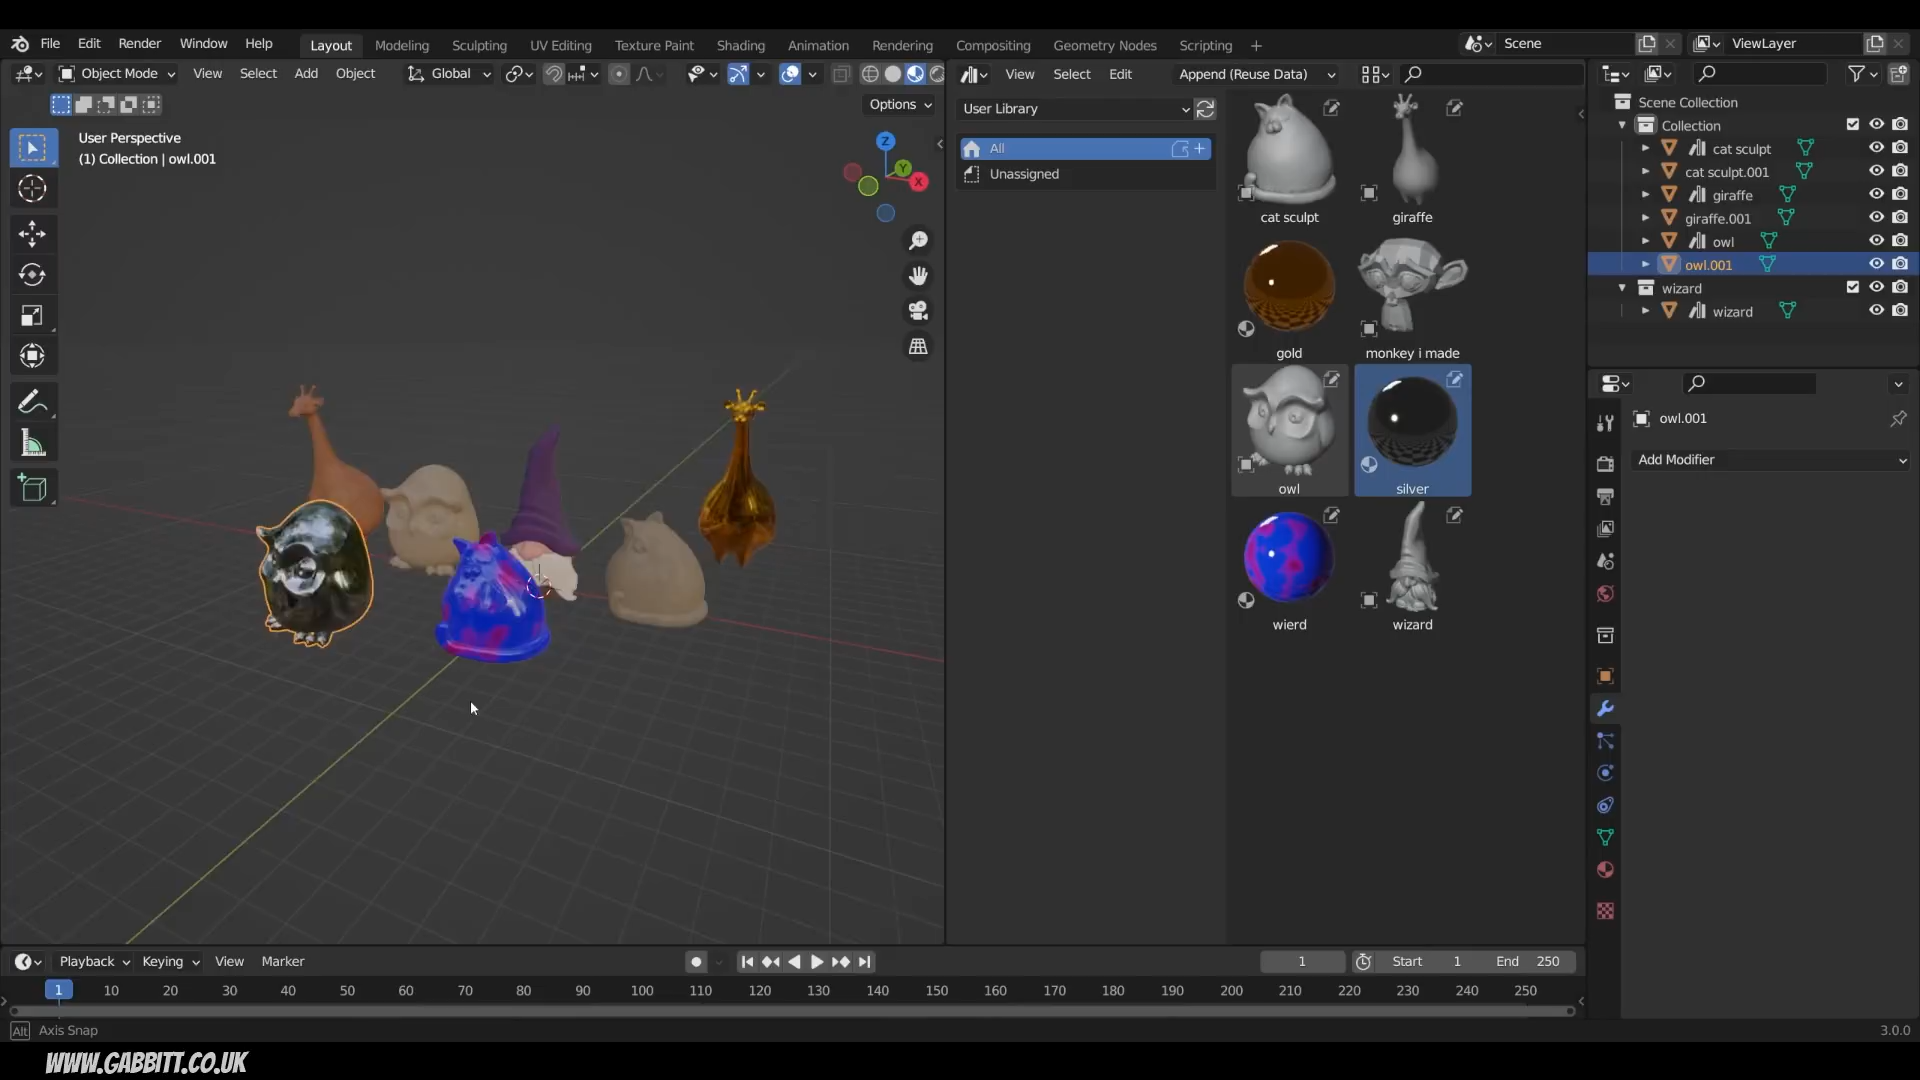 File Edit Render Window Help Layout Modeling Sculpting UV Editing Texture Paint Shading Animation Rendering Compositing Geometry Nodes Scripting + Scene ViewLayer
Object Mode View Select Add Object Global View Select Edit Append (Reuse Data)
Options
User Library
User Perspective
(1) Collection | owl.001
Z
Y
X
All
Unassigned
cat sculpt giraffe
gold monkey i made
owl silver
wierd wizard
Scene Collection
Collection
cat sculpt
cat sculpt.001
giraffe
giraffe.001
owl
owl.001
wizard
wizard
owl.001
Add Modifier
Playback Keying View Marker 1 Start 1 End 250
1 10 20 30 40 50 60 70 80 90 100 110 120 130 140 150 160 170 180 190 200 210 220 230 240 250
Alt Axis Snap 3.0.0
WWW.GABBITT.CO.UK